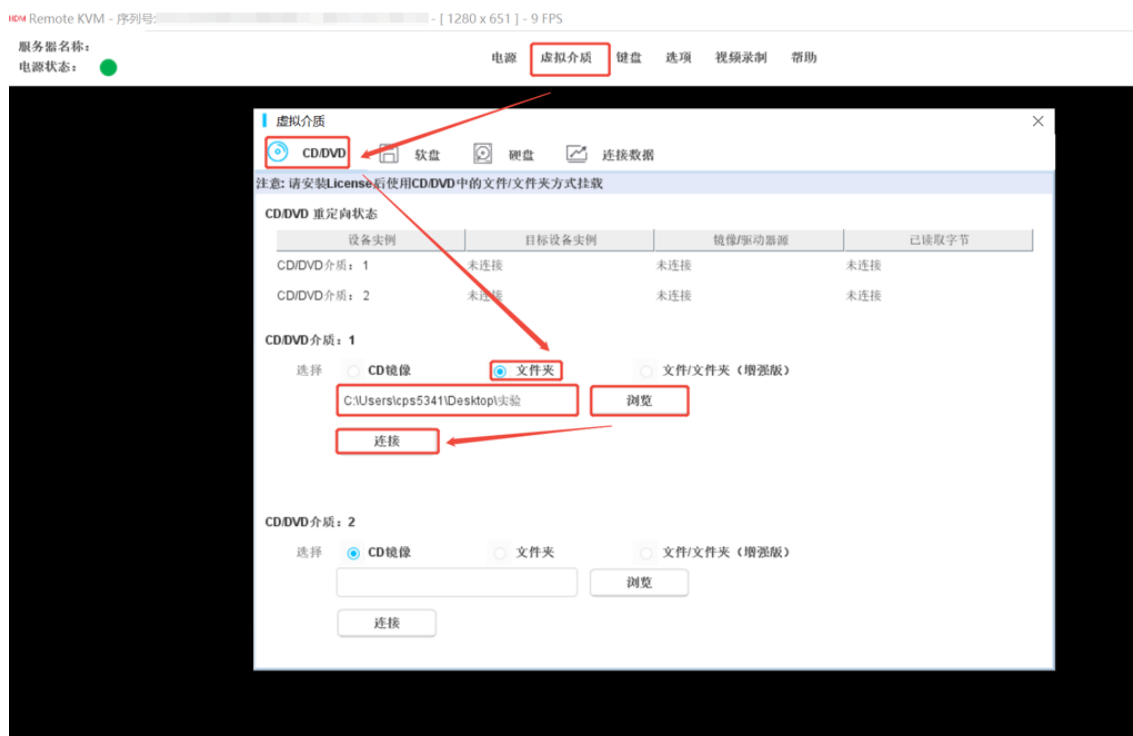 HDM Remote KVM - 序列号: - [ 1280 x 651 ] - 9 FPS
服务器名称:
电源状态:
电源 虚拟介质 键盘 选项 视频录制 帮助
虚拟介质
CD/DVD 软盘 硬盘 连接数据
注意: 请安装License后使用CD/DVD中的文件/文件夹方式挂载
CD/DVD 重定向状态
设备实例 目标设备实例 镜像/驱动器源 已读取字节
CD/DVD介质: 1 未连接 未连接 未连接
CD/DVD介质: 2 未连接 未连接 未连接
CD/DVD介质: 1
选择 CD镜像 文件夹 文件/文件夹（增强版）
C:\Users\cps5341\Desktop\实验 浏览
连接
CD/DVD介质: 2
选择 CD镜像 文件夹 文件/文件夹（增强版）
浏览
连接